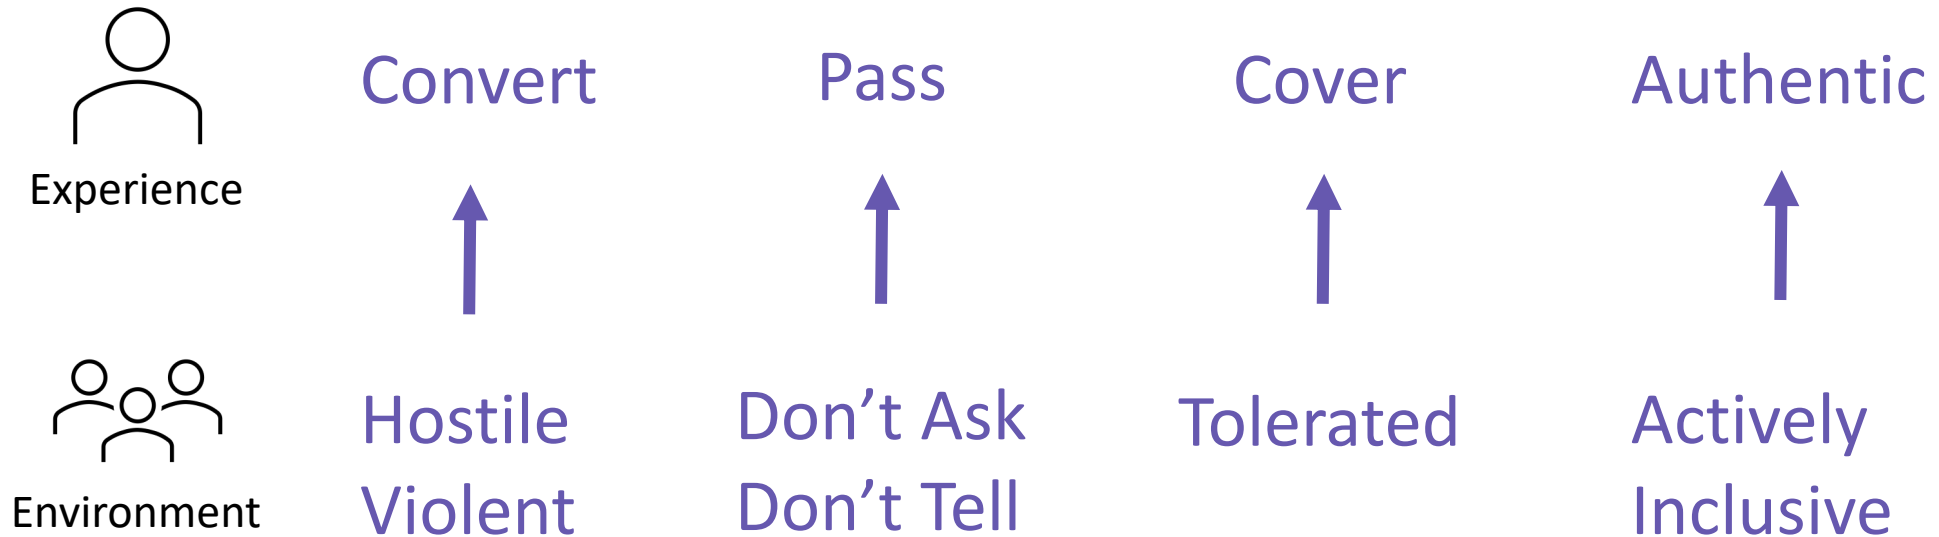 Convert
Pass
Cover
Authentic
Experience
Hostile
Violent
Don’t Ask
Don’t Tell
Tolerated
Actively
Inclusive
Environment